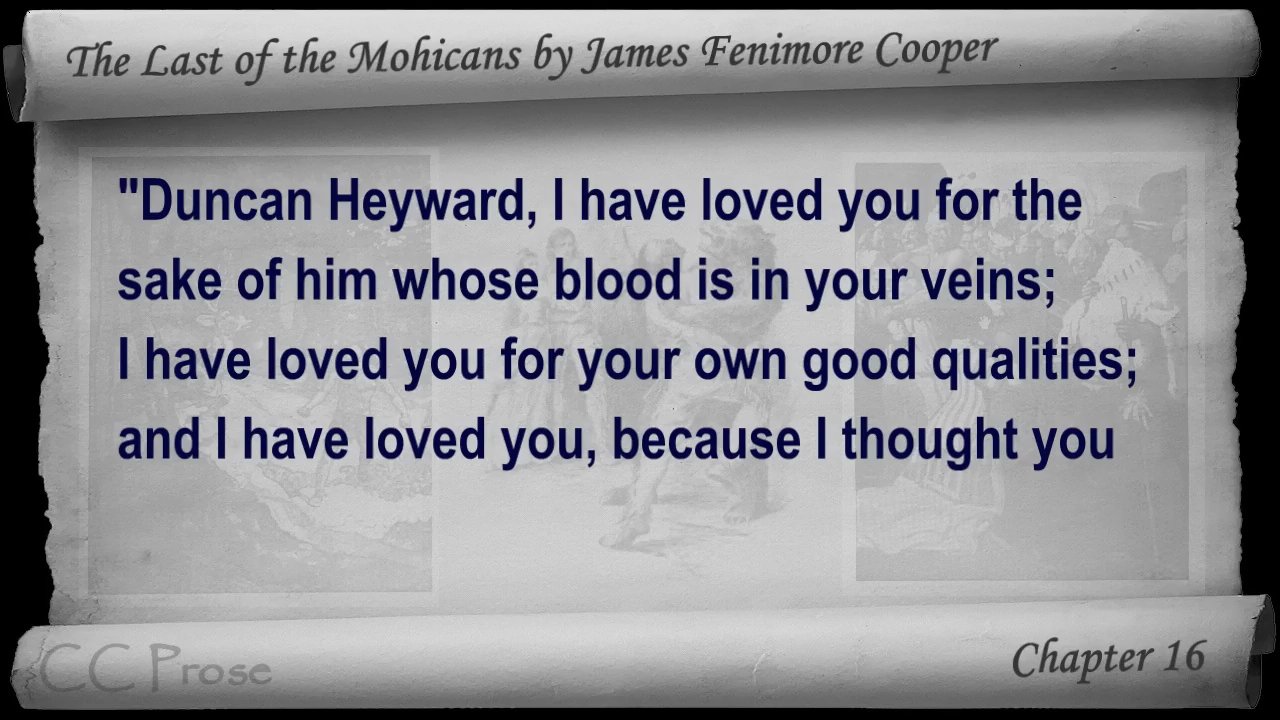 The Last of the Mohicans by James Fenimore Cooper
"Duncan Heyward, I have loved you for the
sake of him whose blood is in your veins;
I have loved you for your own good qualities;
and I have loved you, because I thought you
CC Prose
Chapter 16